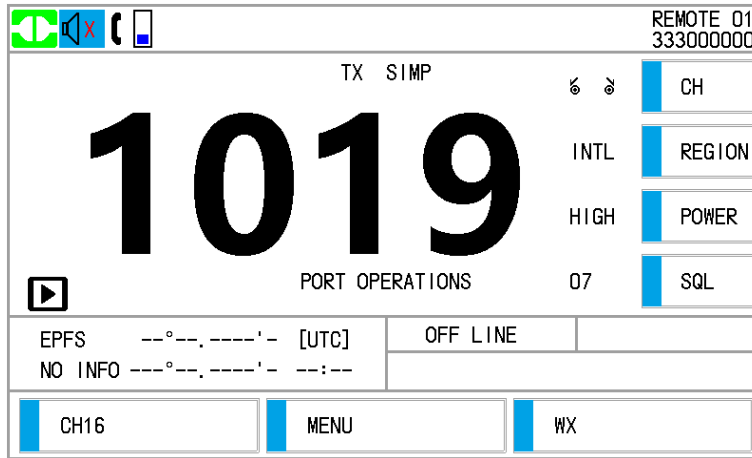 REMOTE 01
333000000
TX SIMP
CH
1019
INTL
REGION
HIGH
POWER
PORT OPERATIONS
07
SQL
EPFS --°--.----'- [UTC]
OFF LINE
NO INFO ---°--.----'- --:--
CH16
MENU
WX